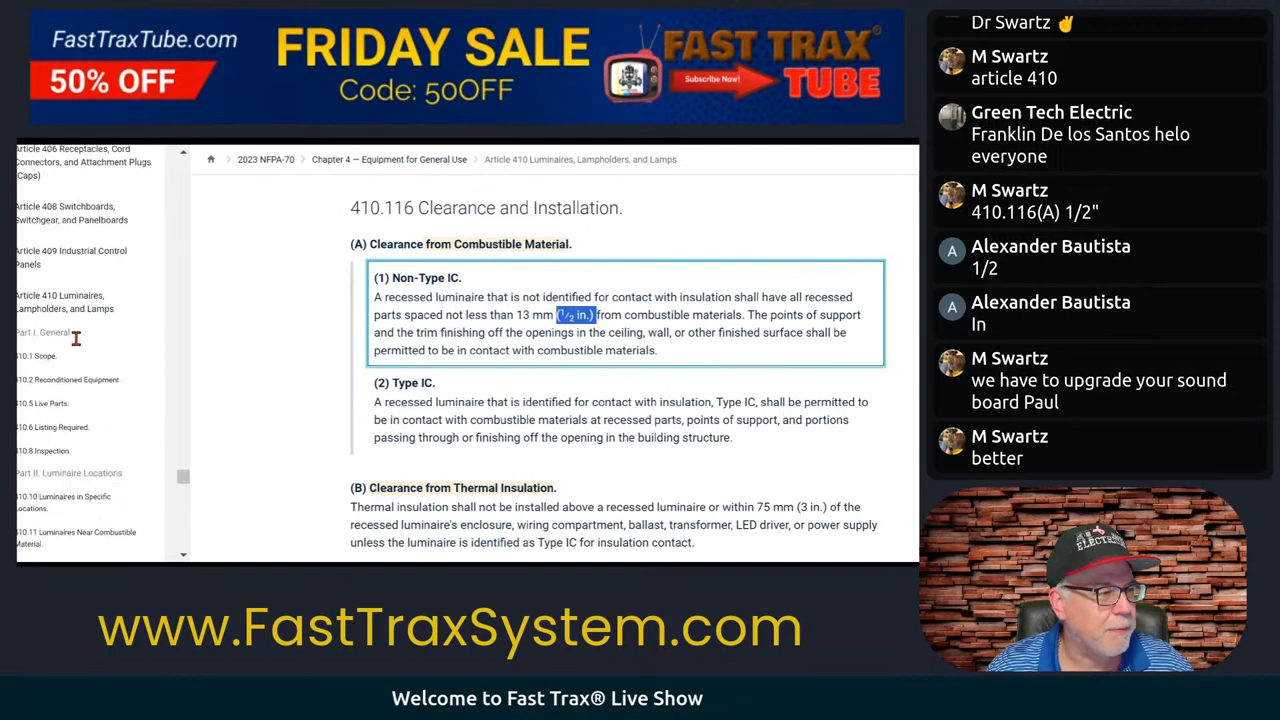 FastTraxTube.com
50% OFF
FRIDAY SALE
Code: 50OFF
FAST TRAX®
Subscribe Now!
TUBE
Article 406 Receptacles, Cord
Connectors, and Attachment Plugs
(Caps)
Article 408 Switchboards,
Switchgear, and Panelboards
Article 409 Industrial Control
Panels
Article 410 Luminaires,
Lampholders, and Lamps
Part I. General
410.1 Scope.
410.2 Reconditioned Equipment.
410.5 Live Parts.
410.6 Listing Required.
410.8 Inspection.
Part II. Luminaire Locations
410.10 Luminaires in Specific
Locations.
410.11 Luminaires Near Combustible
Material.
2023 NFPA-70 > Chapter 4 — Equipment for General Use > Article 410 Luminaires, Lampholders, and Lamps
410.116 Clearance and Installation.
(A) Clearance from Combustible Material.
(1) Non-Type IC.
A recessed luminaire that is not identified for contact with insulation shall have all recessed
parts spaced not less than 13 mm (1/2 in.) from combustible materials. The points of support
and the trim finishing off the openings in the ceiling, wall, or other finished surface shall be
permitted to be in contact with combustible materials.
(2) Type IC.
A recessed luminaire that is identified for contact with insulation, Type IC, shall be permitted to
be in contact with combustible materials at recessed parts, points of support, and portions
passing through or finishing off the opening in the building structure.
(B) Clearance from Thermal Insulation.
Thermal insulation shall not be installed above a recessed luminaire or within 75 mm (3 in.) of the
recessed luminaire's enclosure, wiring compartment, ballast, transformer, LED driver, or power supply
unless the luminaire is identified as Type IC for insulation contact.
Dr Swartz ✌
M Swartz
article 410
Green Tech Electric
Franklin De los Santos helo
everyone
M Swartz
410.116(A) 1/2"
A
Alexander Bautista
1/2
A
Alexander Bautista
In
M Swartz
we have to upgrade your sound
board Paul
M Swartz
better
ELECTRICIAN
www.FastTraxSystem.com
Welcome to Fast Trax® Live Show